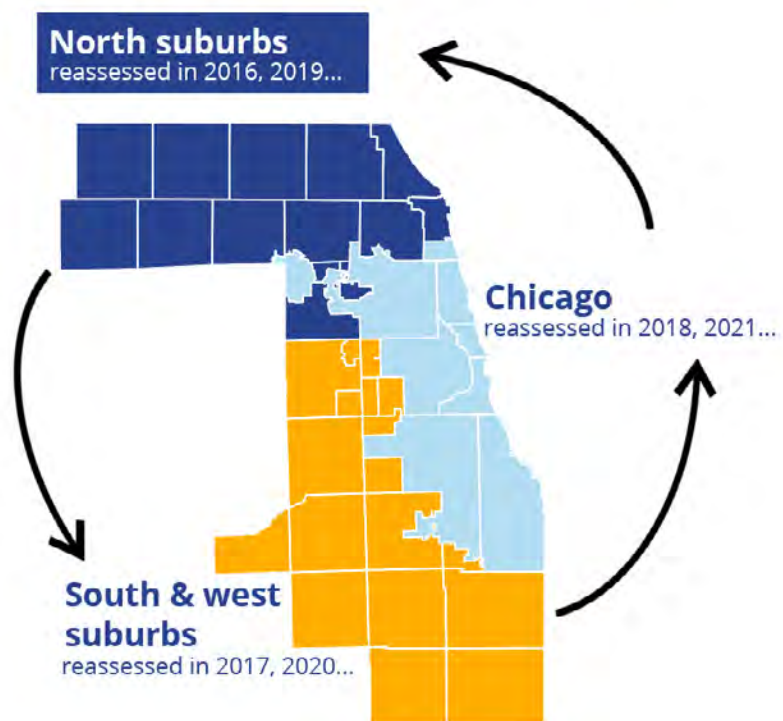 North suburbs
reassessed in 2016, 2019...
Chicago
reassessed in 2018, 2021...
South & west
suburbs
reassessed in 2017, 2020...